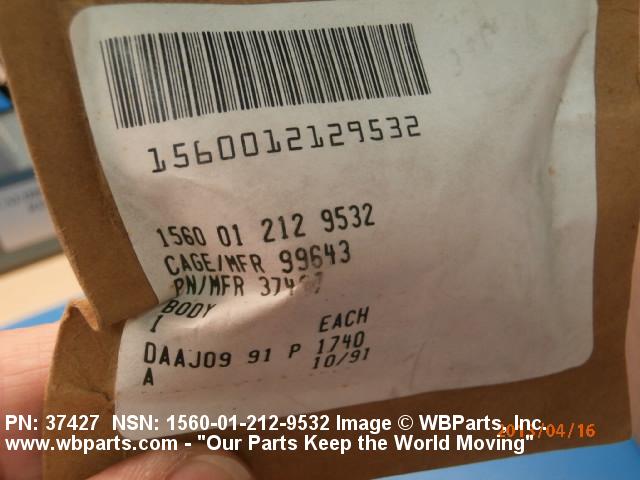 1560012129532
1560 01 212 9532
CAGE/MFR 99643
PN/MFR
BODY
1 EACH
DAAJ09 91 P 1740
A 10/91
PN: 37427 NSN: 1560-01-212-9532 Image © WBParts, Inc.
www.wbparts.com - "Our Parts Keep the World Moving"